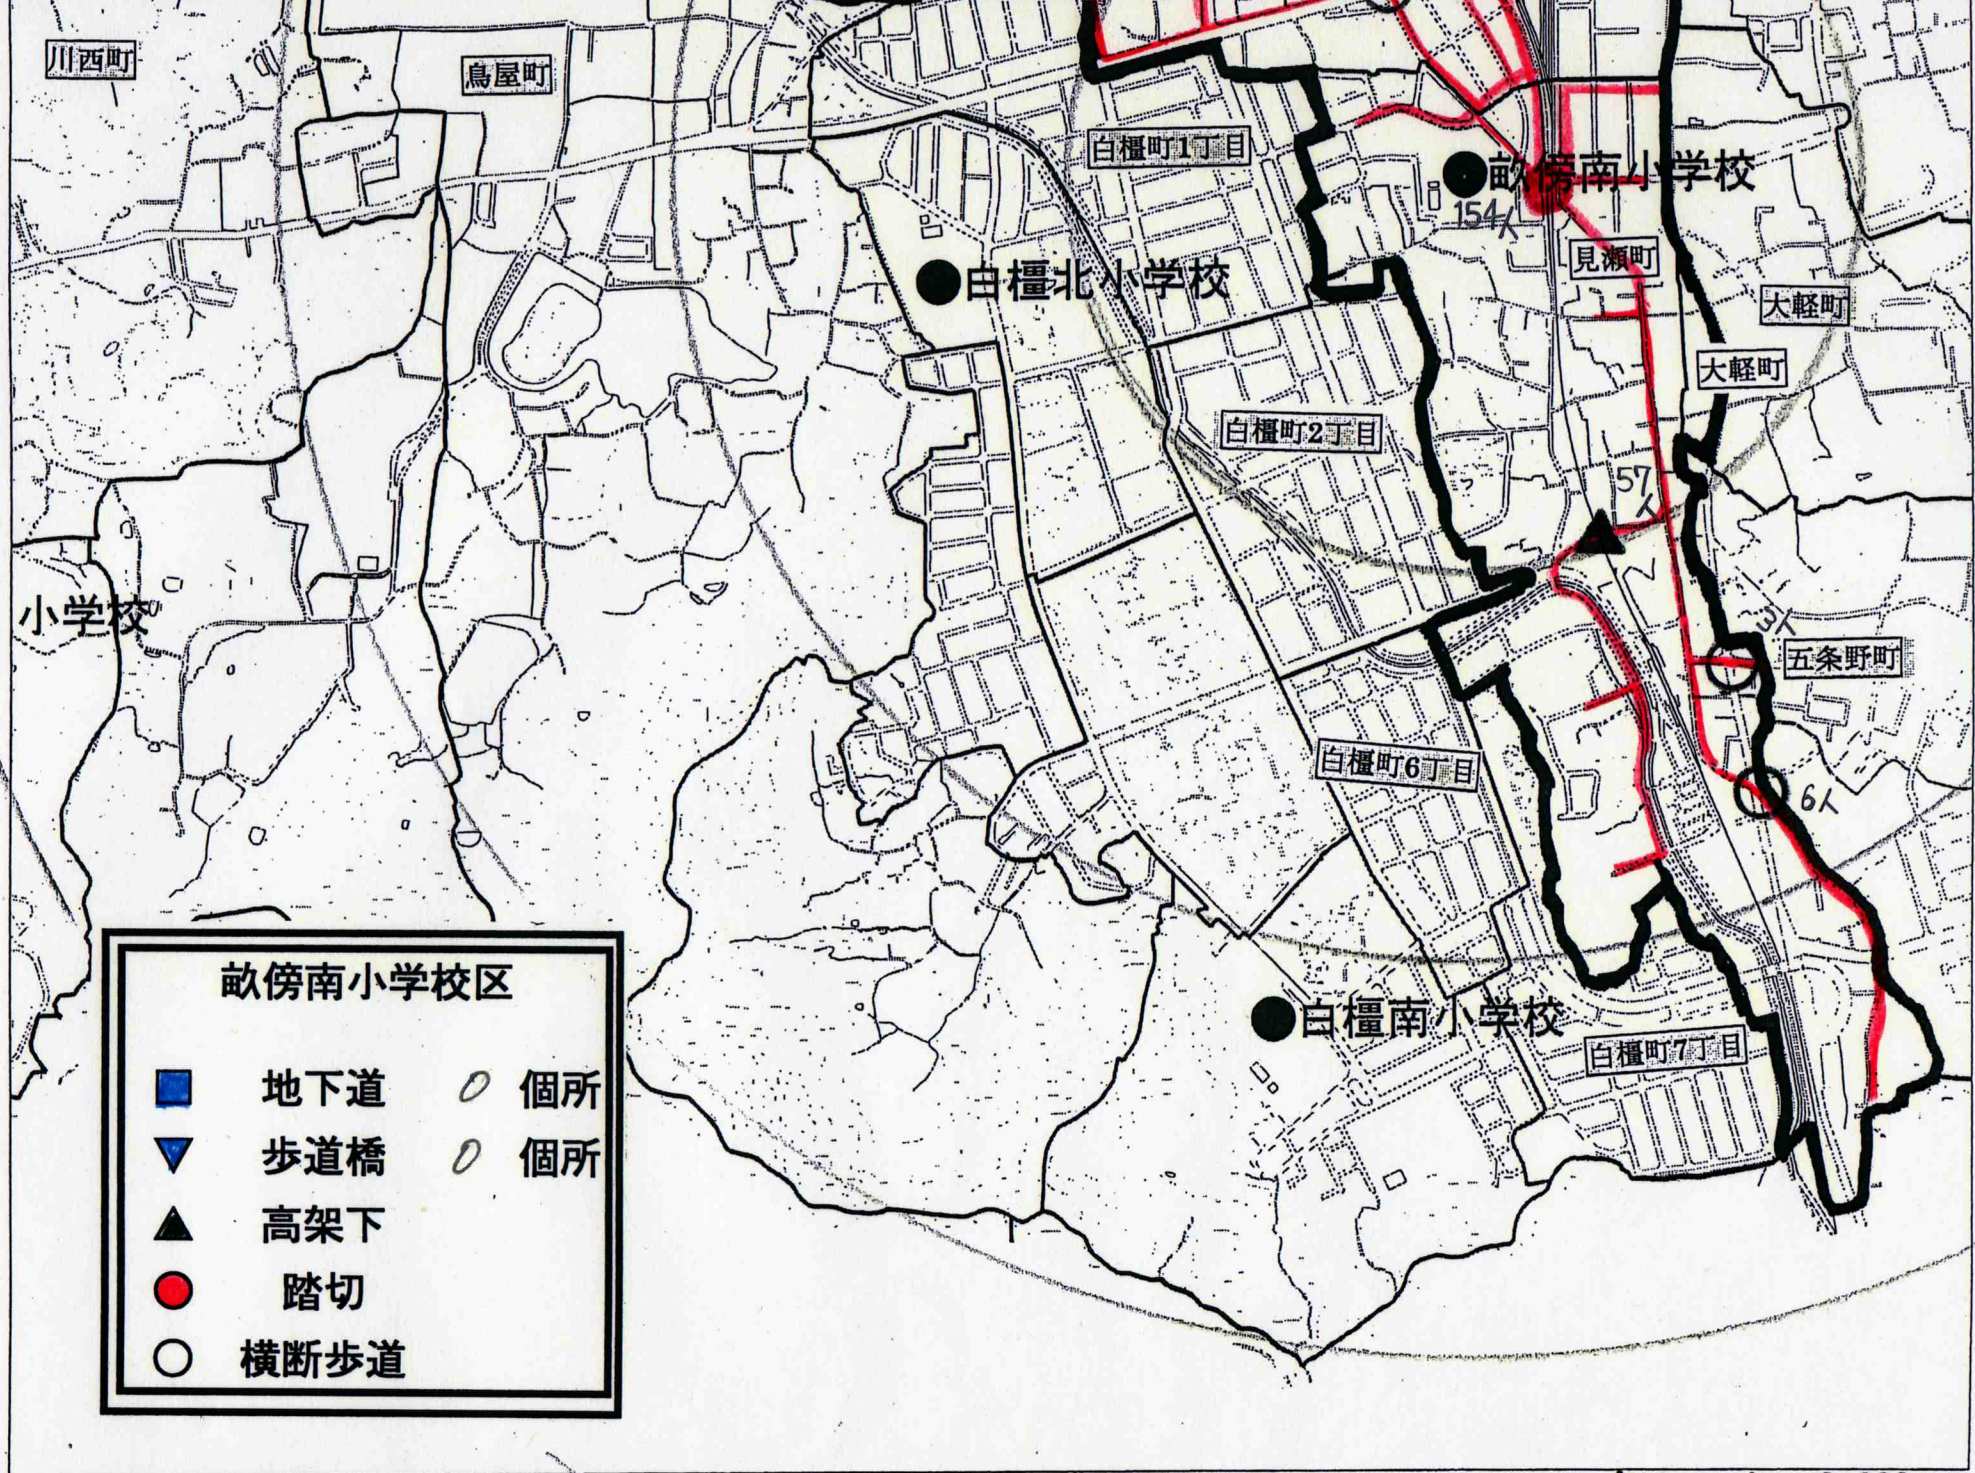 川西町
鳥屋町
白橿町1丁目
畝傍南小学校
154人
見瀬町
白橿北小学校
大軽町
大軽町
白橿町2丁目
57人
小学校
3人
五条野町
白橿町6丁目
6人
白橿南小学校
白橿町7丁目
畝傍南小学校区
地下道 0 個所
歩道橋 0 個所
高架下
踏切
横断歩道